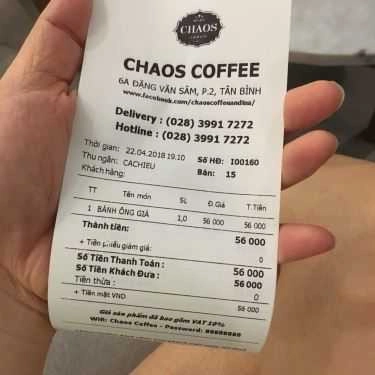 CHAOS
CHAOS COFFEE
6A ĐẶNG VĂN SÂM, P.2, TÂN BÌNH
www.facebook.com/chaoscoffeeandtea/
Delivery : (028) 3991 7272
Hotline : (028) 3991 7272
Thời gian: 22.04.2018 19.10 Số HĐ: I00160
Thu ngân: CACHIEU Bàn: 15
Khách hàng:
TT Tên món SL Đ.Giá T.Tiền
1 BÁNH ÔNG GIÀ 1,0 56 000 56 000
Thành tiền: 56 000
+ Tiền phiếu giảm giá: 0
Số Tiền Thanh Toán : 56 000
Số Tiền Khách Đưa : 56 000
Tiền thừa : 0
+ Tiền mặt VND 56 000
Giá sản phẩm đã bao gồm VAT 10%
Wifi: Chaos Coffee - Password: 88888888